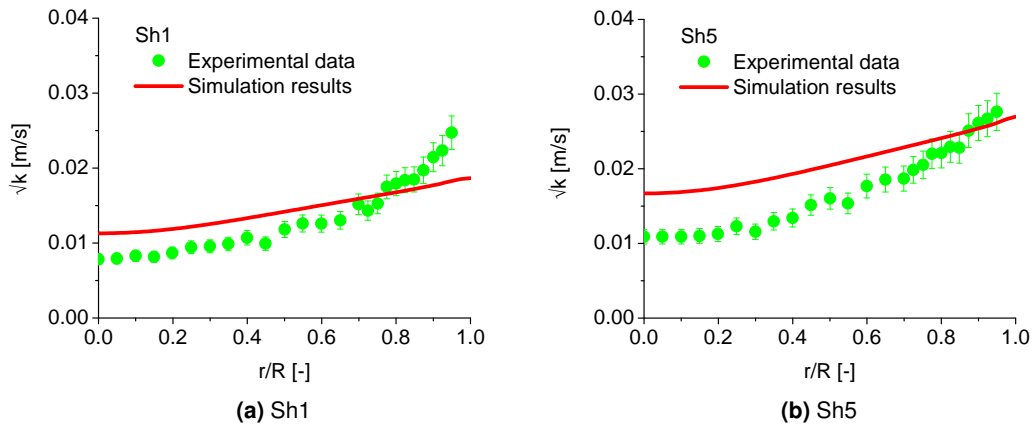 Sh1
Experimental data
Simulation results
√k [m/s]
0.04
0.03
0.02
0.01
0.00
0.0 0.2 0.4 0.6 0.8 1.0
r/R [-]
(a) Sh1
Sh5
Experimental data
Simulation results
√k [m/s]
0.04
0.03
0.02
0.01
0.00
0.0 0.2 0.4 0.6 0.8 1.0
r/R [-]
(b) Sh5